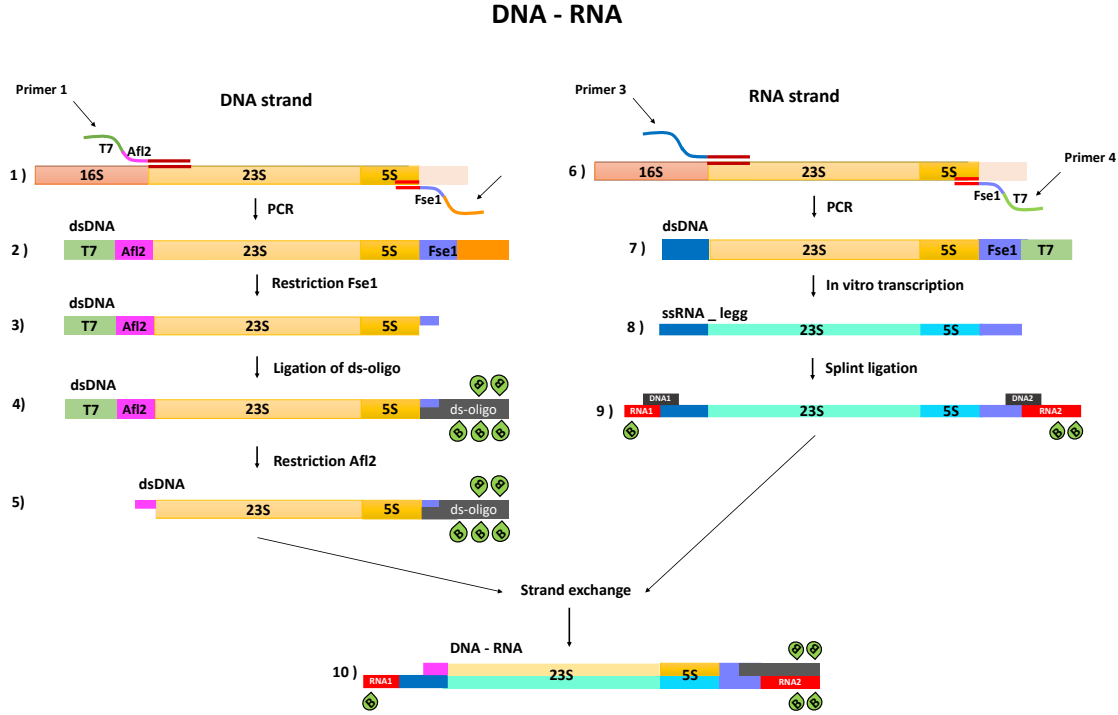 DNA - RNA
Primer 1
DNA strand
T7
Afl2
1 )
16S
23S
5S
Fse1
PCR
dsDNA
2 )
T7
Afl2
23S
5S
Fse1
Restriction Fse1
dsDNA
3)
T7
Afl2
23S
5S
Ligation of ds-oligo
dsDNA
B B
4)
T7
Afl2
23S
5S
ds-oligo
B B B
Restriction Afl2
dsDNA
B B
5)
23S
5S
ds-oligo
B B B
Primer 3
RNA strand
Primer 4
6 )
16S
23S
5S
Fse1
T7
PCR
dsDNA
7 )
23S
5S
Fse1
T7
In vitro transcription
ssRNA _ legg
8 )
23S
5S
Splint ligation
DNA1
DNA2
9 )
RNA1
23S
5S
RNA2
B
B B
Strand exchange
DNA - RNA
B B
10 )
23S
5S
RNA1
RNA2
B
B B